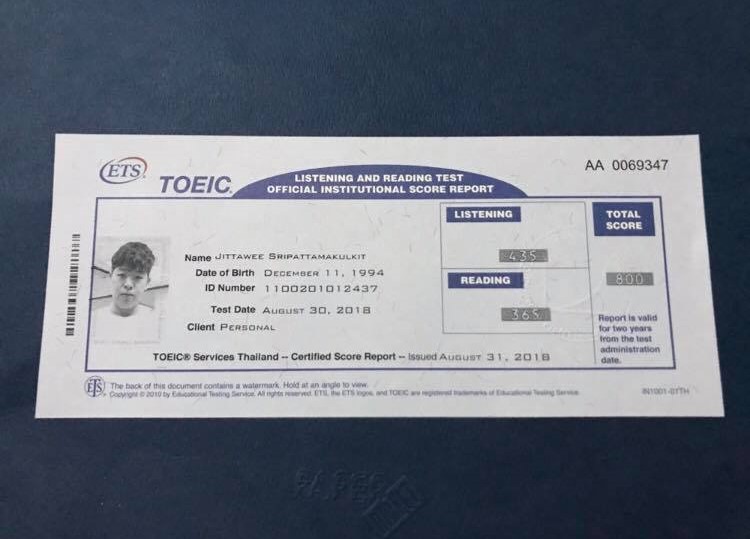 ETS
TOEIC
LISTENING AND READING TEST
OFFICIAL INSTITUTIONAL SCORE REPORT
AA 0069347
Name JITTAWEE SRIPATTAMAKULKIT
Date of Birth DECEMBER 11, 1994
ID Number 1100201012437
Test Date AUGUST 30, 2018
Client PERSONAL
LISTENING
435
READING
365
TOTAL
SCORE
800
Report is valid
for two years
from the test
administration
date.
TOEIC® Services Thailand -- Certified Score Report -- Issued AUGUST 31, 2018
ETS
The back of this document contains a watermark. Hold at an angle to view.
Copyright © 2010 by Educational Testing Service. All rights reserved. ETS, the ETS logos, and TOEIC are registered trademarks of Educational Testing Service.
IN1001-01TH